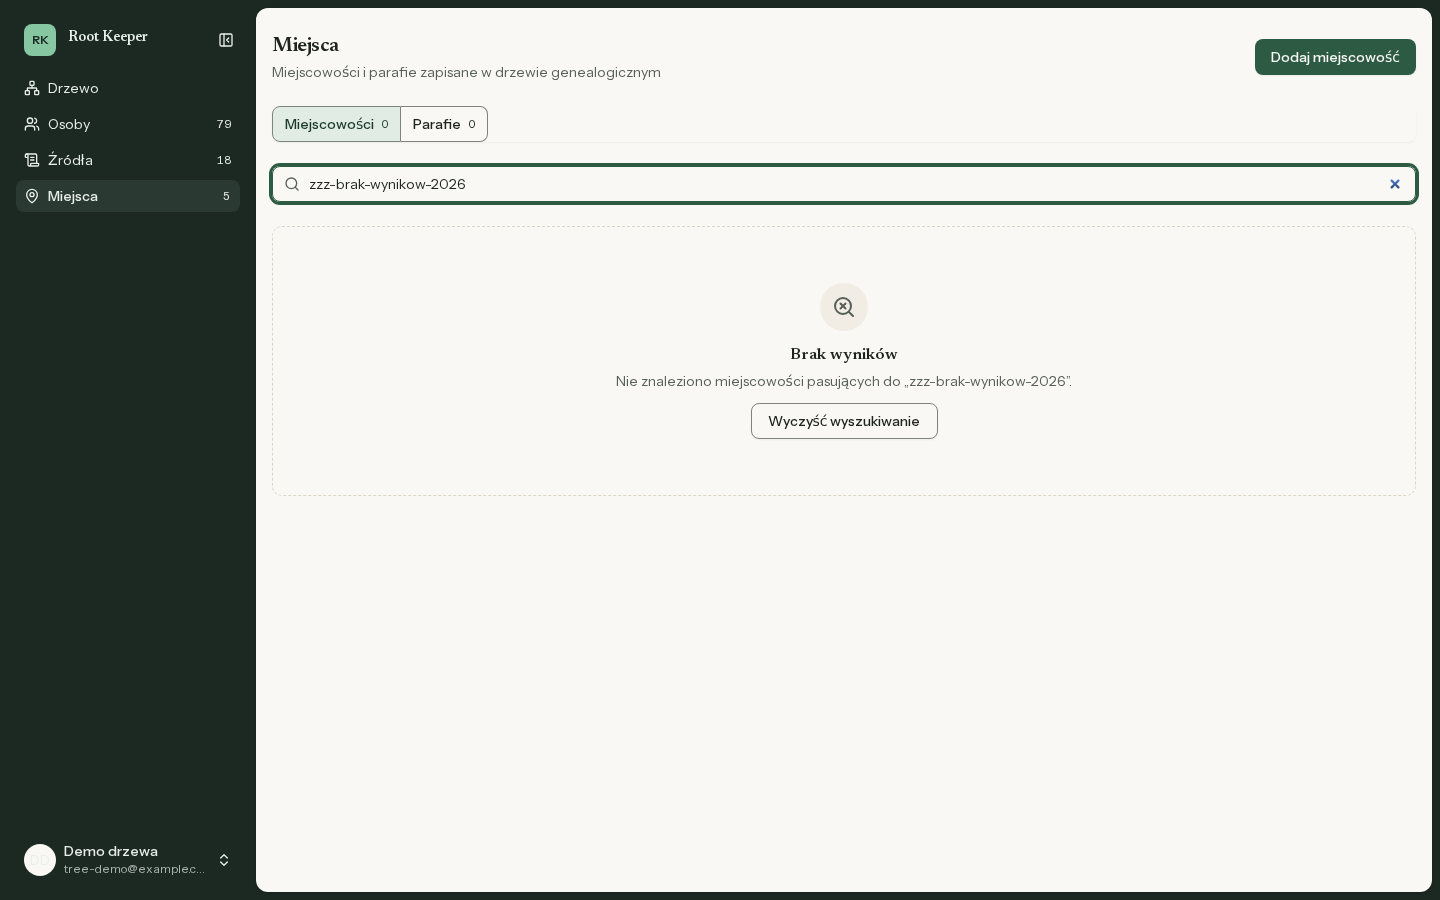 RK
Root Keeper
Drzewo
Osoby 79
Źródła 18
Miejsca 5
Miejsca
Miejscowości i parafie zapisane w drzewie genealogicznym
Dodaj miejscowość
Miejscowości 0
Parafie 0
zzz-brak-wynikow-2026
Brak wyników
Nie znaleziono miejscowości pasujących do „zzz-brak-wynikow-2026”.
Wyczyść wyszukiwanie
DD
Demo drzewa
tree-demo@example.c...